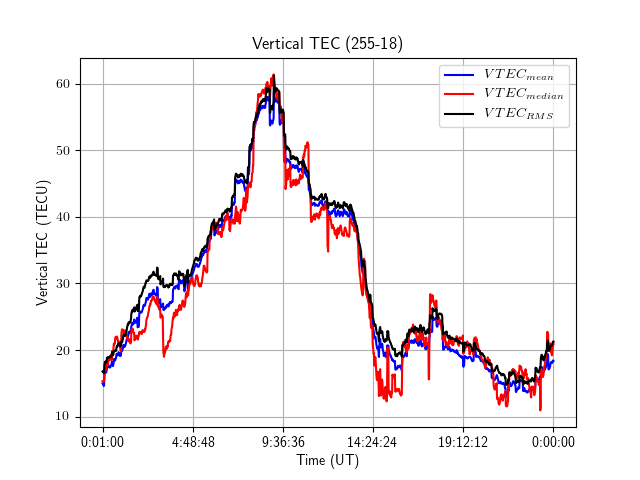 Vertical TEC (255-18)
VTEC_mean
VTEC_median
VTEC_RMS
60
50
40
30
20
10
Vertical TEC (TECU)
0:01:00 4:48:48 9:36:36 14:24:24 19:12:12 0:00:00
Time (UT)